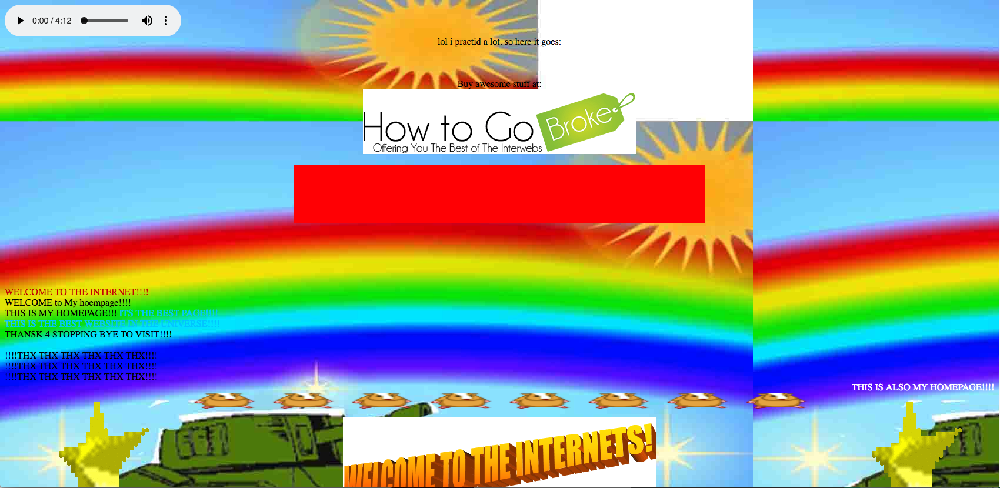 0:00 / 4:12
lol i practid a lot. so here it goes:
Buy awesome stuff at:
How to Go Broke
Offering You The Best of The Interwebs
WELCOME TO THE INTERNET!!!!
WELCOME to My hoempage!!!!
THIS IS MY HOMEPAGE!!! ITS THE BEST PAGE!!!!
THIS IS THE BEST WEBSITE IN THE UNIVERSE!!!!
THANSK 4 STOPPING BYE TO VISIT!!!!
!!!!THX THX THX THX THX THX!!!!
!!!!THX THX THX THX THX THX!!!!
!!!!THX THX THX THX THX THX!!!!
THIS IS ALSO MY HOMEPAGE!!!!
WELCOME TO THE INTERNETS!